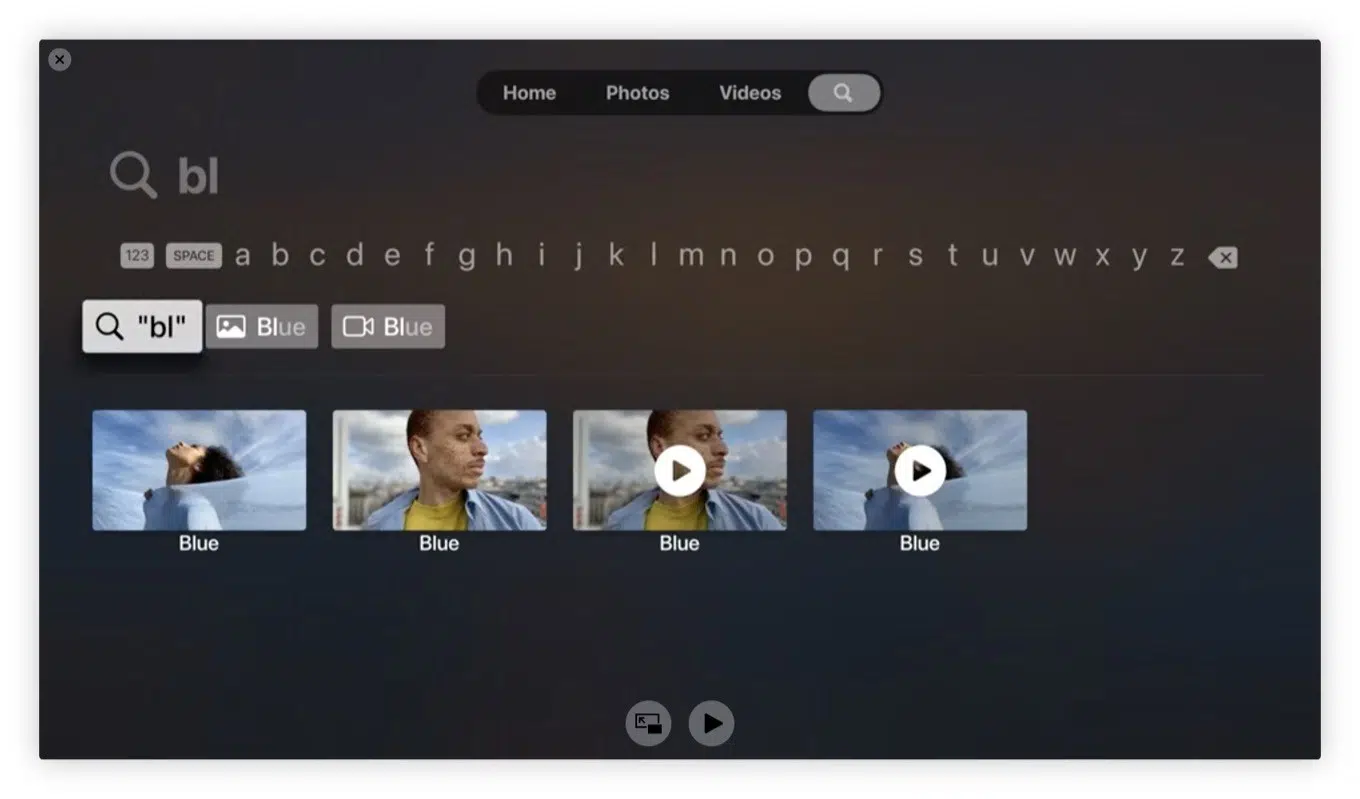 Home Photos Videos
bl
123 SPACE a b c d e f g h i j k l m n o p q r s t u v w x y z
"bl" Blue Blue
Blue Blue Blue Blue